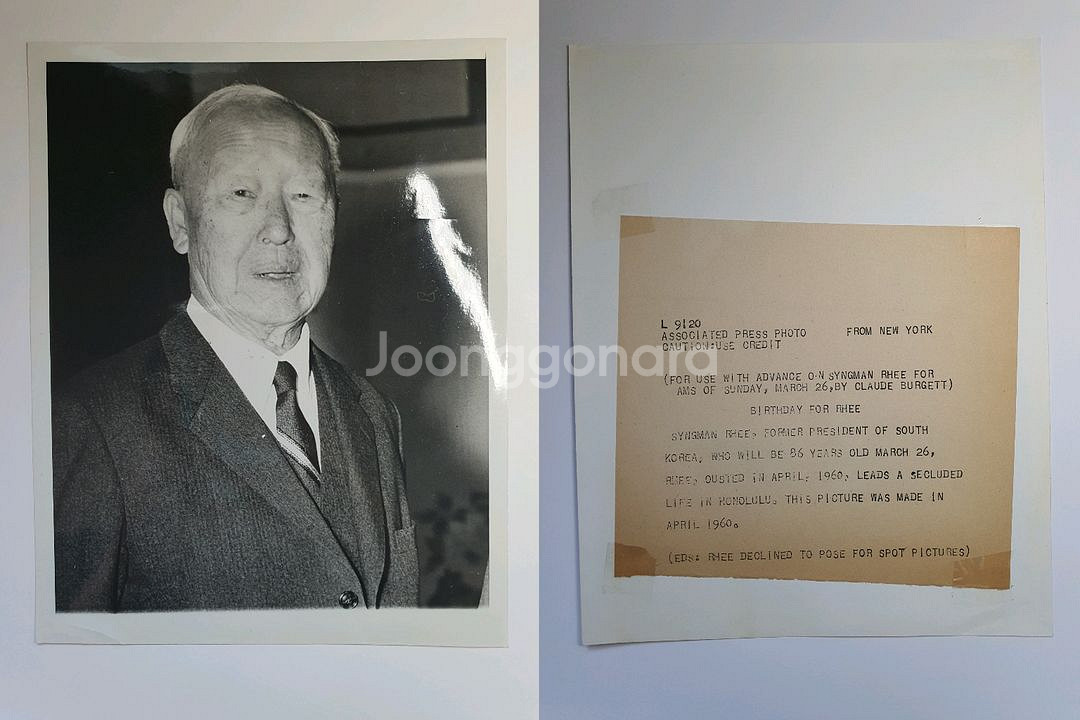 Joonggonara
L 9120
ASSOCIATED PRESS PHOTO FROM NEW YORK
CAUTION:USE CREDIT
(FOR USE WITH ADVANCE ON SYNGMAN RHEE FOR
AMS OF SUNDAY, MARCH 26,BY CLAUDE BURGETT)
BIRTHDAY FOR RHEE
SYNGMAN RHEE, FORMER PRESIDENT OF SOUTH
KOREA, WHO WILL BE 86 YEARS OLD MARCH 26,
RHEE, OUSTED IN APRIL, 1960, LEADS A SECLUDED
LIFE IN HONOLULU. THIS PICTURE WAS MADE IN
APRIL 1960.
(EDS: RHEE DECLINED TO POSE FOR SPOT PICTURES)